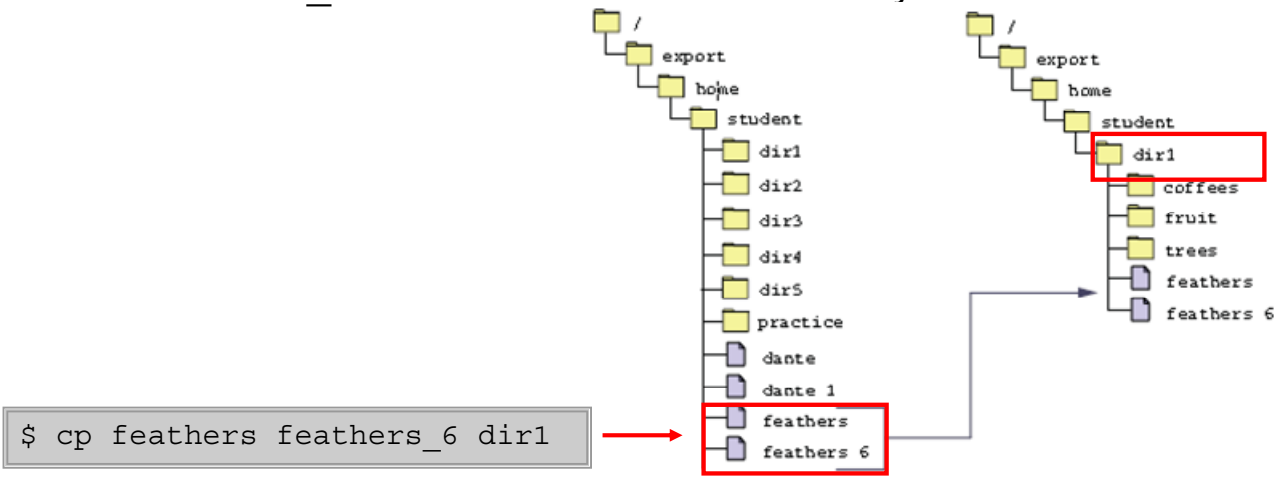 /
export
home
student
dir1
dir2
dir3
dir4
dir5
practice
dante
dante 1
feathers
feathers 6
$ cp feathers feathers_6 dir1
/
export
home
student
dir1
coffees
fruit
trees
feathers
feathers 6